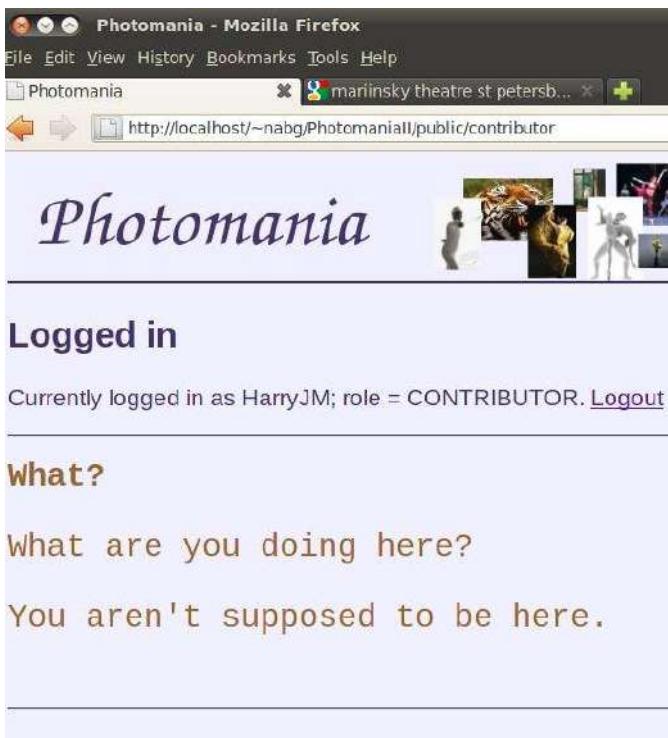 Photomania - Mozilla Firefox
File Edit View History Bookmarks Tools Help
Photomania mariinsky theatre st petersb...
http://localhost/~nabg/PhotomaniaII/public/contributor
Photomania
Logged in
Currently logged in as HarryJM; role = CONTRIBUTOR. Logout
What?
What are you doing here?
You aren't supposed to be here.